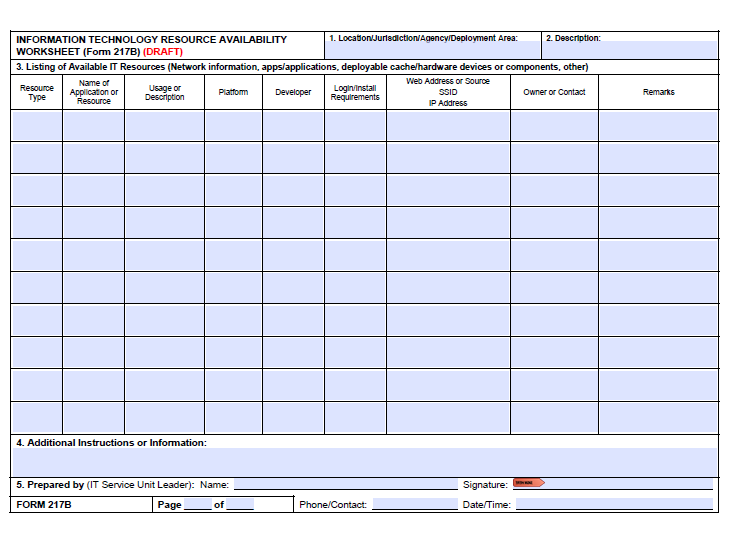 INFORMATION TECHNOLOGY RESOURCE AVAILABILITY
WORKSHEET (Form 217B) (DRAFT)
1. Location/Jurisdiction/Agency/Deployment Area:
2. Description:
3. Listing of Available IT Resources (Network information, apps/applications, deployable cache/hardware devices or components, other)
Resource
Type
Name of
Application or
Resource
Usage or
Description
Platform
Developer
Login/Install
Requirements
Web Address or Source
SSID
IP Address
Owner or Contact
Remarks
4. Additional Instructions or Information:
5. Prepared by (IT Service Unit Leader): Name:
Signature:
FORM 217B
Page of
Phone/Contact:
Date/Time: